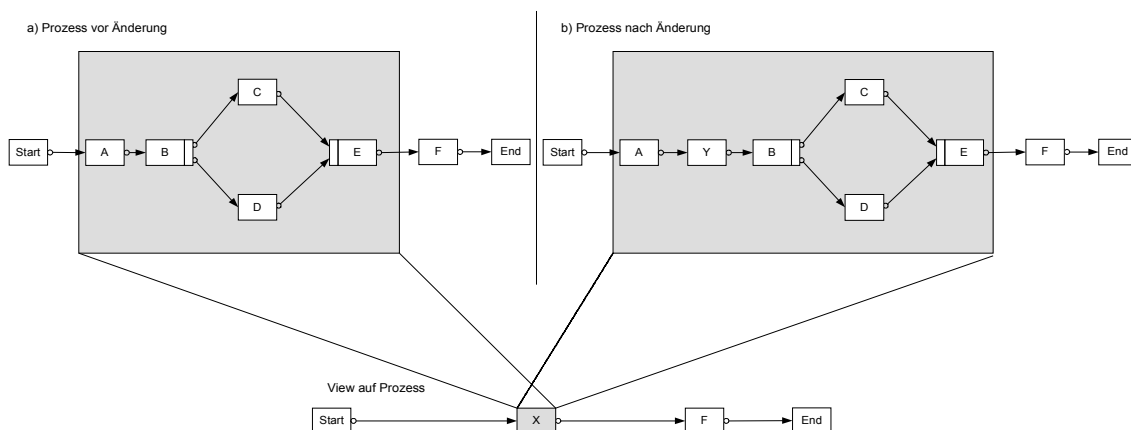 a) Prozess vor Änderung
b) Prozess nach Änderung
C
C
Start
A
B
E
F
End
Start
A
Y
B
E
F
End
D
D
View auf Prozess
Start
X
F
End